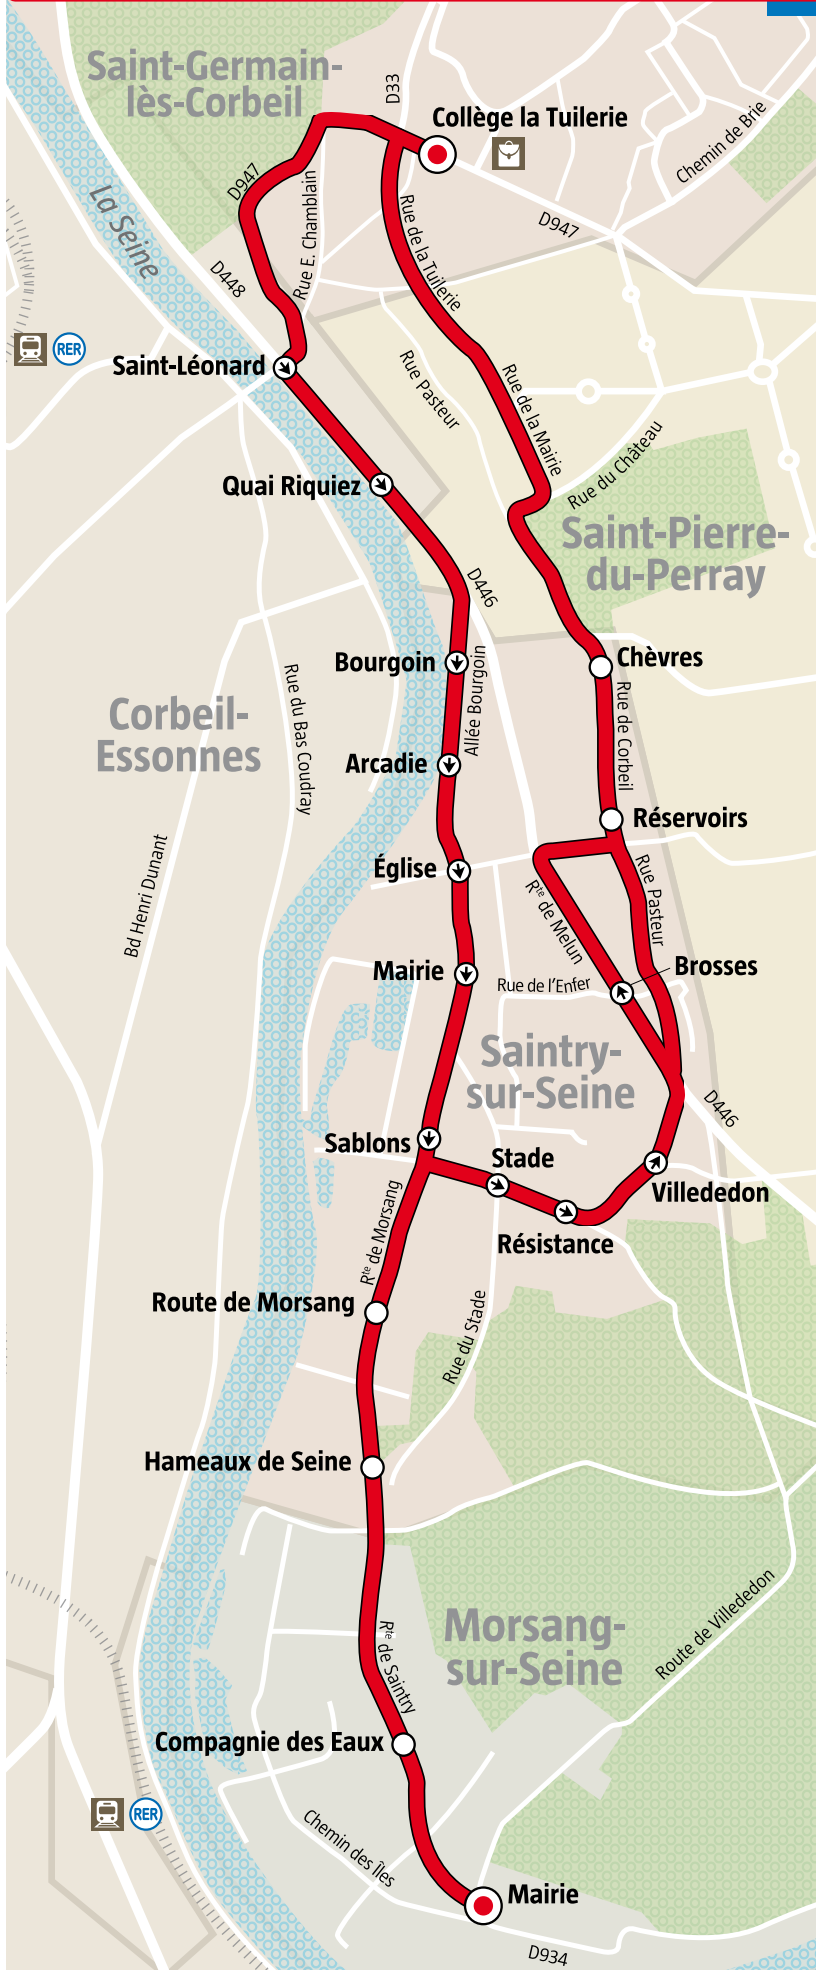 Saint-Germain-
lès-Corbeil
D33
Collège la Tuilerie
Chemin de Brie
D947
La Seine
Rue E. Chamblain
Rue de la Tuilerie
D947
D448
RER
Saint-Léonard
Rue Pasteur
Rue de la Mairie
Rue du Château
Quai Riquiez
Saint-Pierre-
du-Perray
D446
Bourgoin
Allée Bourgoin
Chèvres
Rue du Bas Coudray
Rue de Corbeil
Corbeil-
Essonnes
Arcadie
Réservoirs
Bd Henri Dunant
Église
Rte de Melun
Rue Pasteur
Mairie
Rue de l'Enfer
Brosses
Saintry-
sur-Seine
D446
Sablons
Stade
Villededon
Rte de Morsang
Résistance
Route de Morsang
Rue du Stade
Hameaux de Seine
Morsang-
sur-Seine
Route de Villededon
Rte de Saintry
Compagnie des Eaux
RER
Chemin des Îles
Mairie
D934